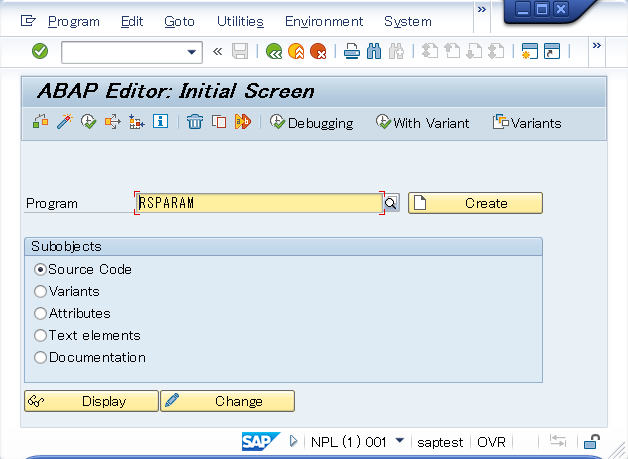 Program Edit Goto Utilities Environment System »
« »
ABAP Editor: Initial Screen
Debugging With Variant Variants
Program RSPARAM Create
Subobjects
Source Code
Variants
Attributes
Text elements
Documentation
Display Change
SAP NPL (1) 001 saptest OVR